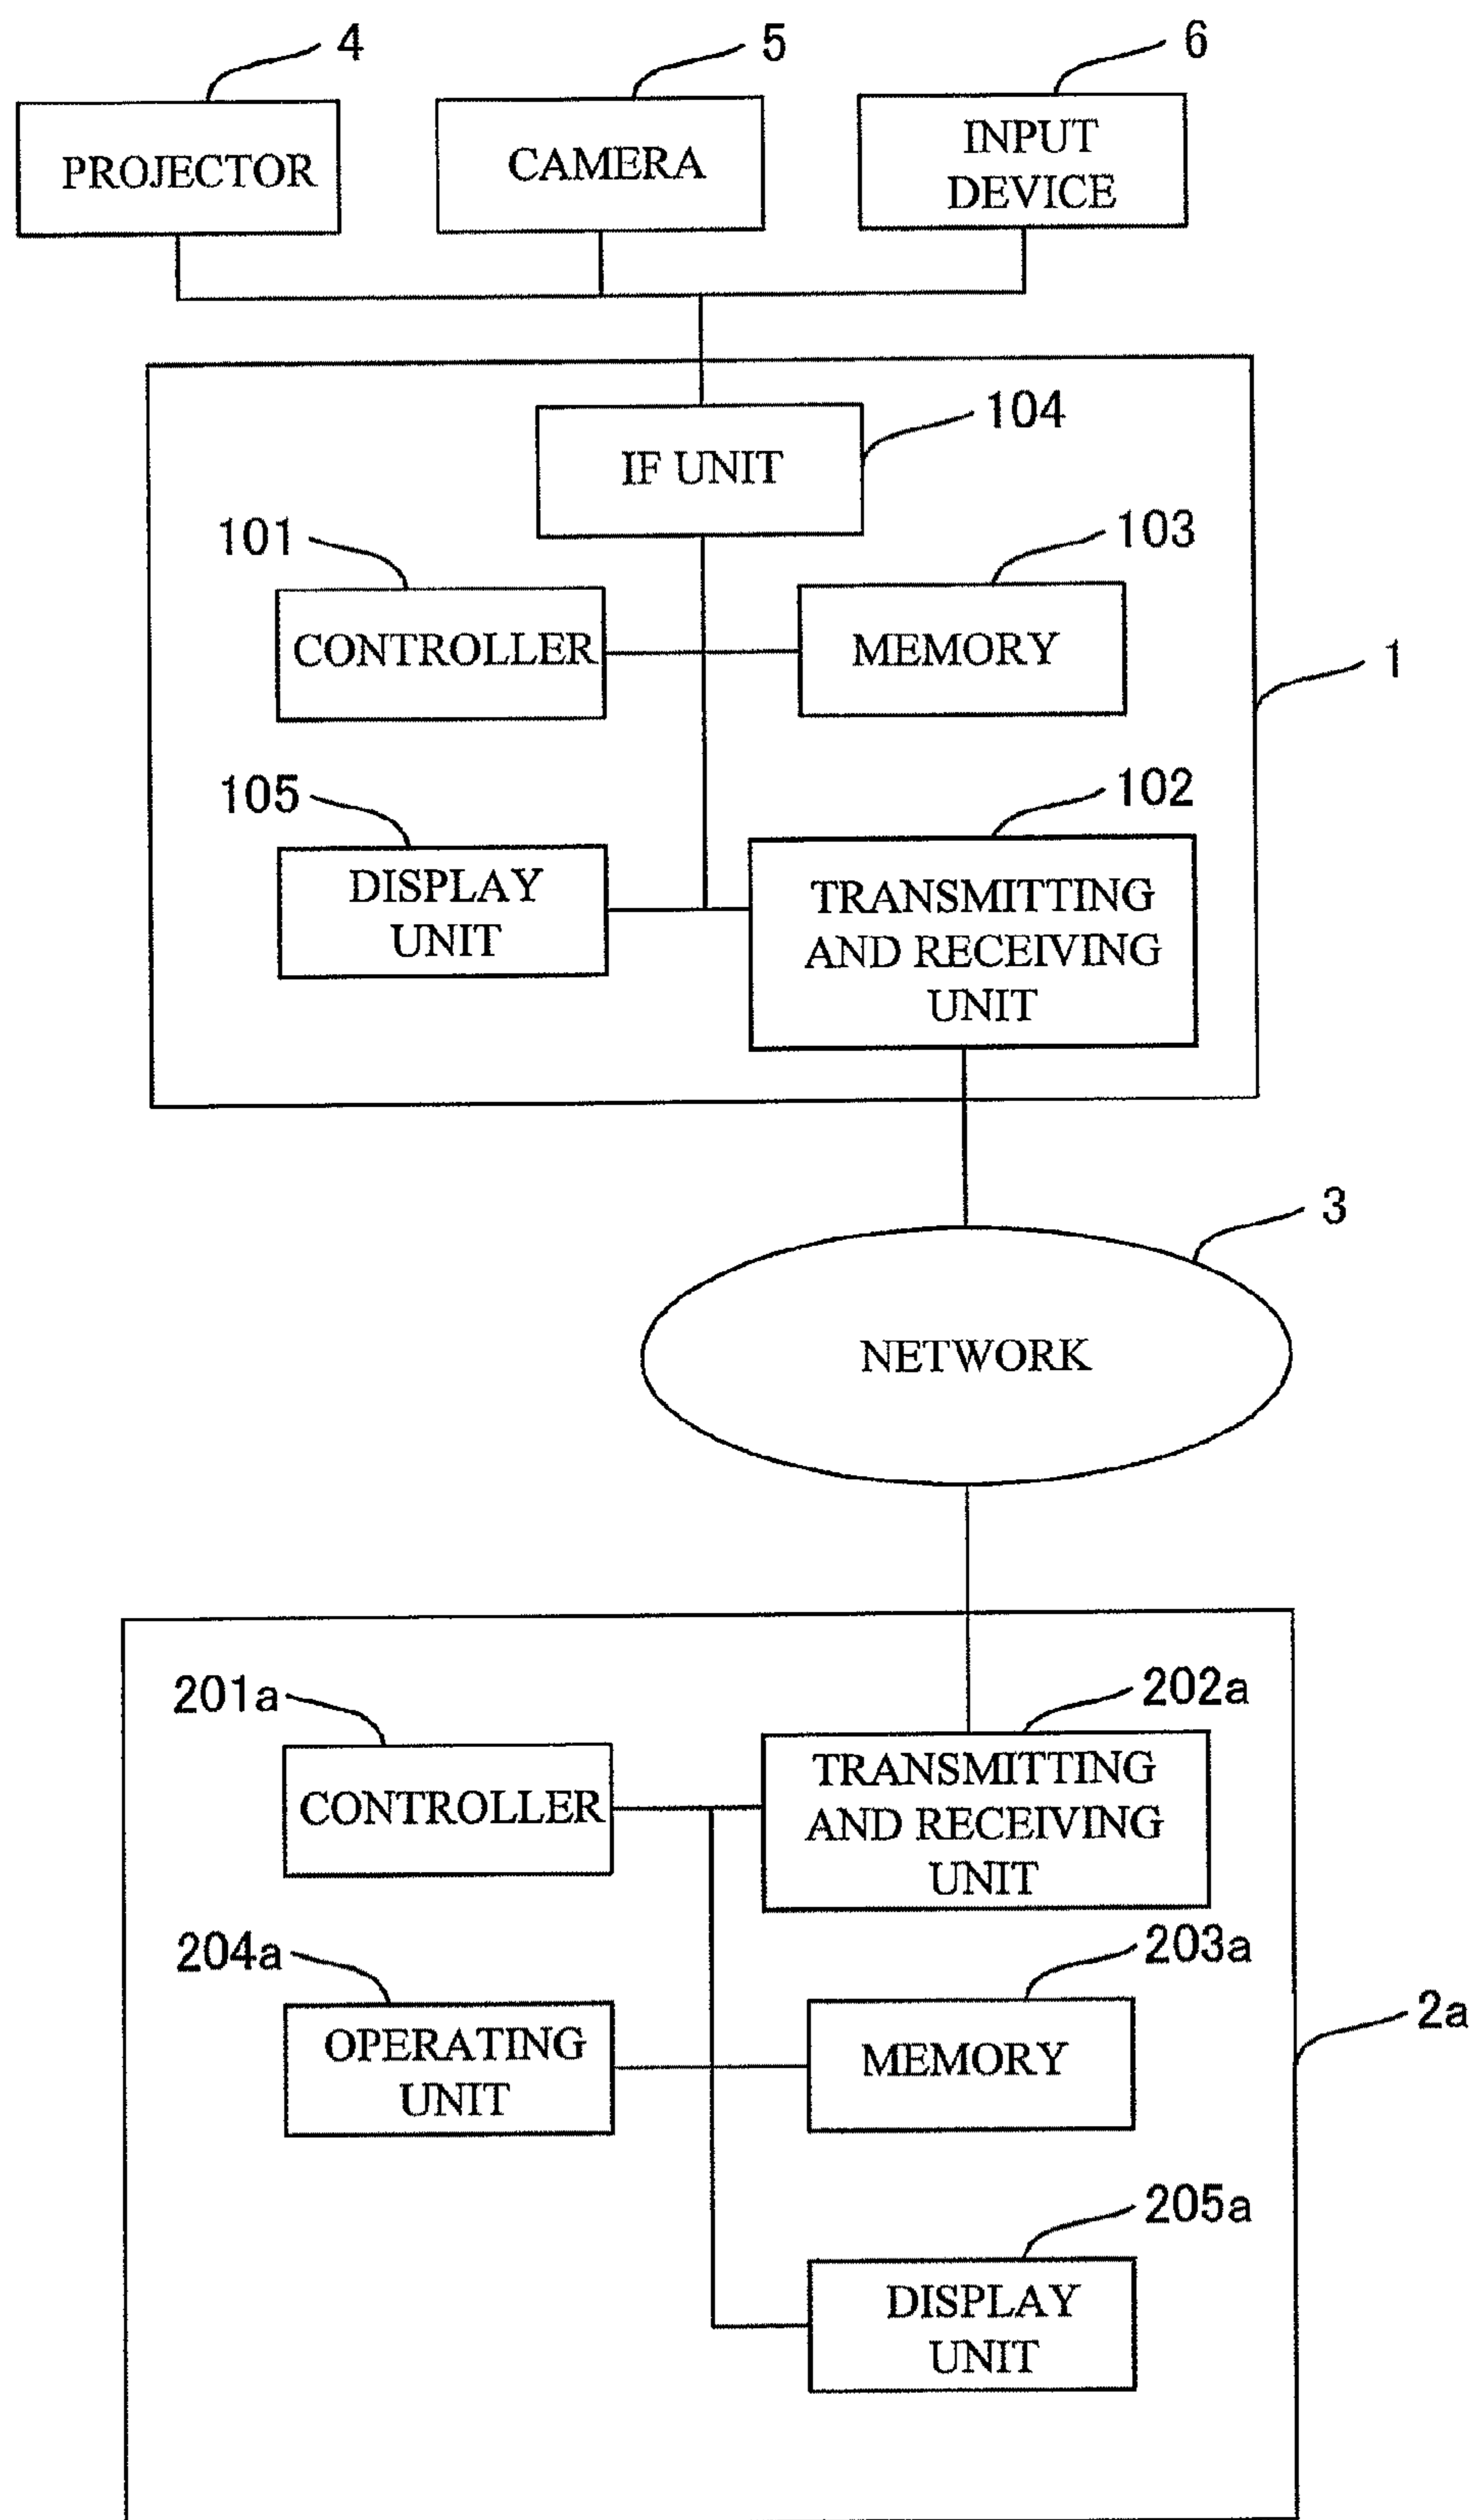 4
5
6
PROJECTOR
CAMERA
INPUT
DEVICE
104
IF UNIT
101
103
CONTROLLER
MEMORY
1
105
102
DISPLAY
UNIT
TRANSMITTING
AND RECEIVING
UNIT
3
NETWORK
201a
202a
CONTROLLER
TRANSMITTING
AND RECEIVING
UNIT
204a
203a
OPERATING
UNIT
MEMORY
2a
205a
DISPLAY
UNIT